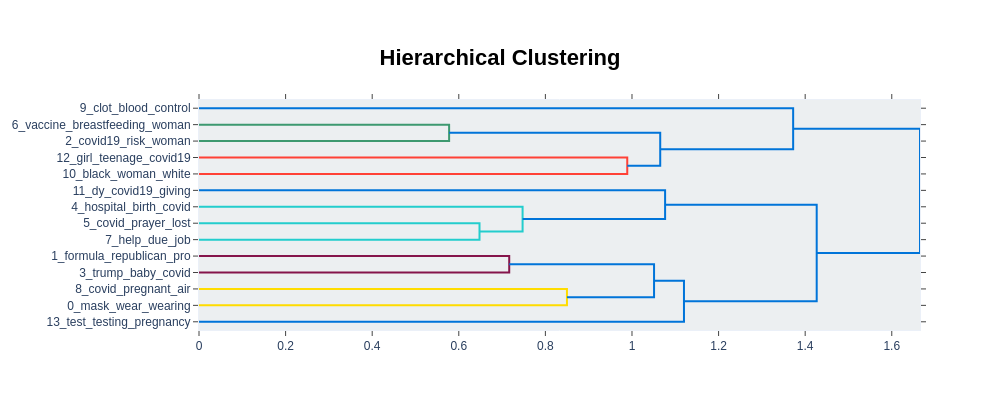 Hierarchical Clustering
9_clot_blood_control
6_vaccine_breastfeeding_woman
2_covid19_risk_woman
12_girl_teenage_covid19
10_black_woman_white
11_dy_covid19_giving
4_hospital_birth_covid
5_covid_prayer_lost
7_help_due_job
1_formula_republican_pro
3_trump_baby_covid
8_covid_pregnant_air
0_mask_wear_wearing
13_test_testing_pregnancy
0 0.2 0.4 0.6 0.8 1 1.2 1.4 1.6